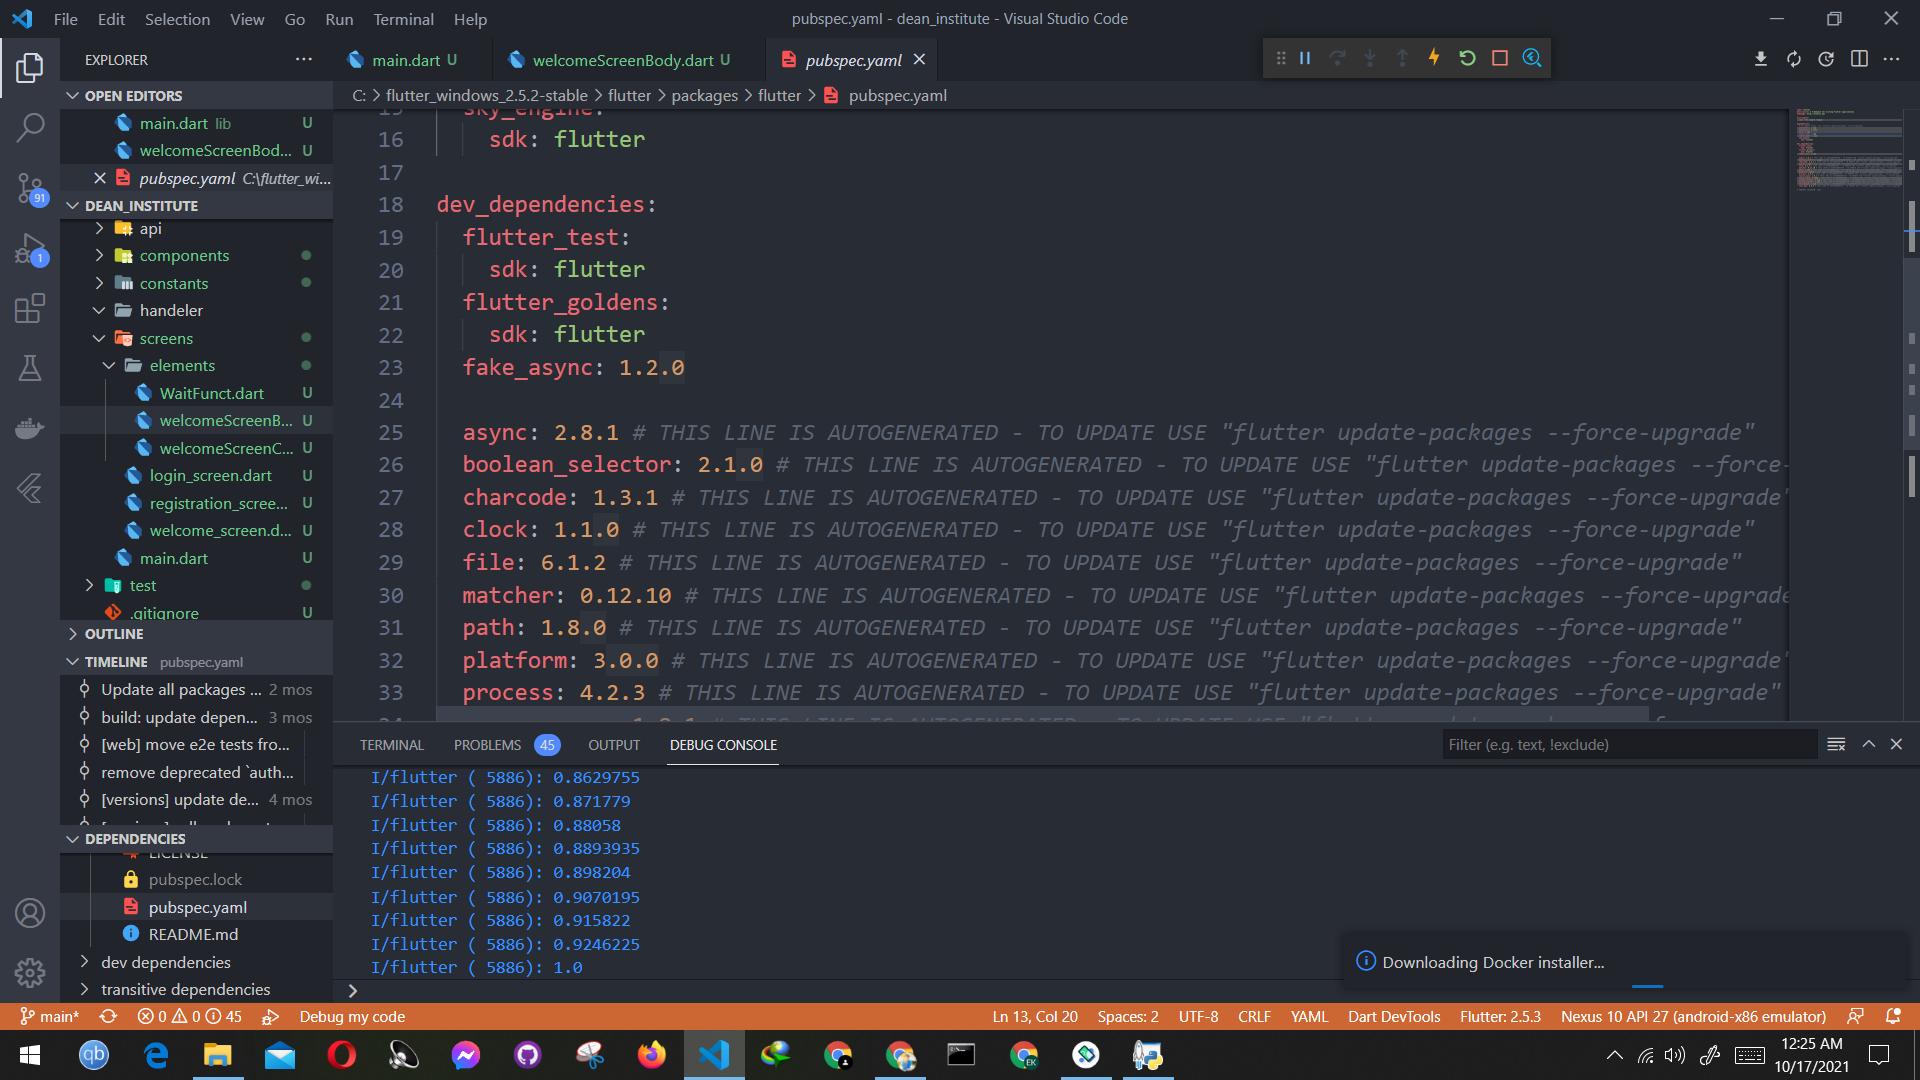 File Edit Selection View Go Run Terminal Help
pubspec.yaml - dean_institute - Visual Studio Code
EXPLORER
main.dart U
welcomeScreenBody.dart U
pubspec.yaml
OPEN EDITORS
main.dart lib U
welcomeScreenBod... U
pubspec.yaml C:\flutter_wi...
DEAN_INSTITUTE
api
components
constants
handeler
screens
elements
WaitFunct.dart U
welcomeScreenB... U
welcomeScreenC... U
login_screen.dart U
registration_scree... U
welcome_screen.d... U
main.dart U
test
.gitignore U
OUTLINE
TIMELINE pubspec.yaml
Update all packages ... 2 mos
build: update depen... 3 mos
[web] move e2e tests fro...
remove deprecated `auth...
[versions] update de... 4 mos
DEPENDENCIES
LICENSE
pubspec.lock
pubspec.yaml
README.md
dev dependencies
transitive dependencies
91
1
C: > flutter_windows_2.5.2-stable > flutter > packages > flutter > pubspec.yaml
15 sky_engine:
16 sdk: flutter
17
18 dev_dependencies:
19 flutter_test:
20 sdk: flutter
21 flutter_goldens:
22 sdk: flutter
23 fake_async: 1.2.0
24
25 async: 2.8.1 # THIS LINE IS AUTOGENERATED - TO UPDATE USE "flutter update-packages --force-upgrade"
26 boolean_selector: 2.1.0 # THIS LINE IS AUTOGENERATED - TO UPDATE USE "flutter update-packages --force-
27 charcode: 1.3.1 # THIS LINE IS AUTOGENERATED - TO UPDATE USE "flutter update-packages --force-upgrade"
28 clock: 1.1.0 # THIS LINE IS AUTOGENERATED - TO UPDATE USE "flutter update-packages --force-upgrade"
29 file: 6.1.2 # THIS LINE IS AUTOGENERATED - TO UPDATE USE "flutter update-packages --force-upgrade"
30 matcher: 0.12.10 # THIS LINE IS AUTOGENERATED - TO UPDATE USE "flutter update-packages --force-upgrade
31 path: 1.8.0 # THIS LINE IS AUTOGENERATED - TO UPDATE USE "flutter update-packages --force-upgrade"
32 platform: 3.0.0 # THIS LINE IS AUTOGENERATED - TO UPDATE USE "flutter update-packages --force-upgrade"
33 process: 4.2.3 # THIS LINE IS AUTOGENERATED - TO UPDATE USE "flutter update-packages --force-upgrade"
TERMINAL PROBLEMS 45 OUTPUT DEBUG CONSOLE
Filter (e.g. text, !exclude)
I/flutter ( 5886): 0.8629755
I/flutter ( 5886): 0.871779
I/flutter ( 5886): 0.88058
I/flutter ( 5886): 0.8893935
I/flutter ( 5886): 0.898204
I/flutter ( 5886): 0.9070195
I/flutter ( 5886): 0.915822
I/flutter ( 5886): 0.9246225
I/flutter ( 5886): 1.0
Downloading Docker installer...
main* 0 0 45 Debug my code
Ln 13, Col 20 Spaces: 2 UTF-8 CRLF YAML Dart DevTools Flutter: 2.5.3 Nexus 10 API 27 (android-x86 emulator)
qb
EK
12:25 AM
10/17/2021